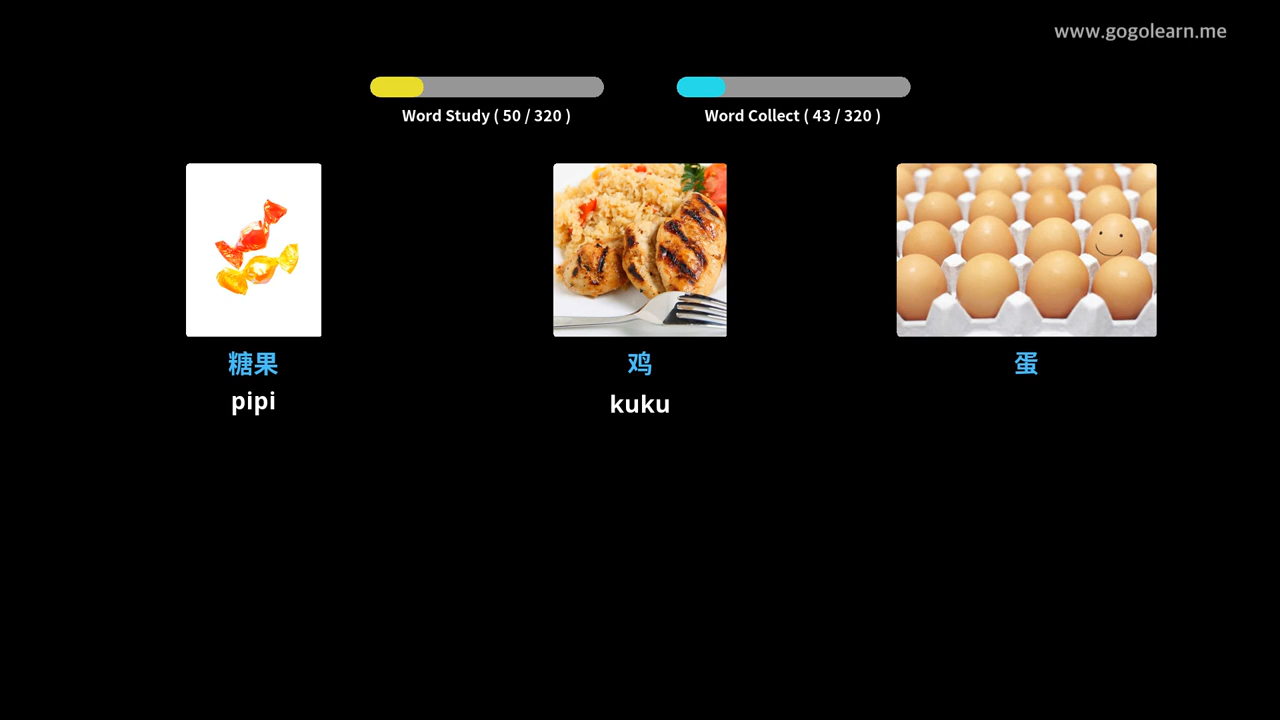 www.gogolearn.me
Word Study ( 50 / 320 )
Word Collect ( 43 / 320 )
糖果
鸡
蛋
pipi
kuku